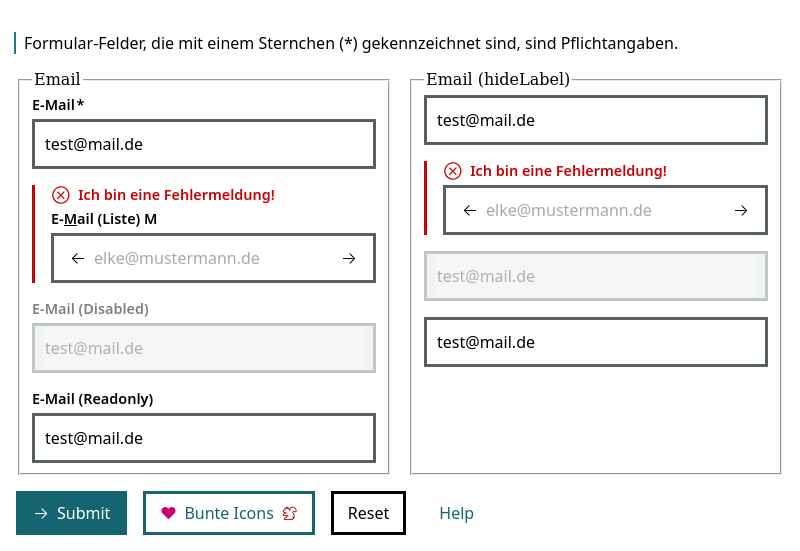 Formular-Felder, die mit einem Sternchen (*) gekennzeichnet sind, sind Pflichtangaben.
Email
E-Mail*
test@mail.de
Ich bin eine Fehlermeldung!
E-Mail (Liste) M
← elke@mustermann.de →
E-Mail (Disabled)
test@mail.de
E-Mail (Readonly)
test@mail.de
Email (hideLabel)
test@mail.de
Ich bin eine Fehlermeldung!
← elke@mustermann.de →
test@mail.de
test@mail.de
→ Submit
Bunte Icons
Reset
Help